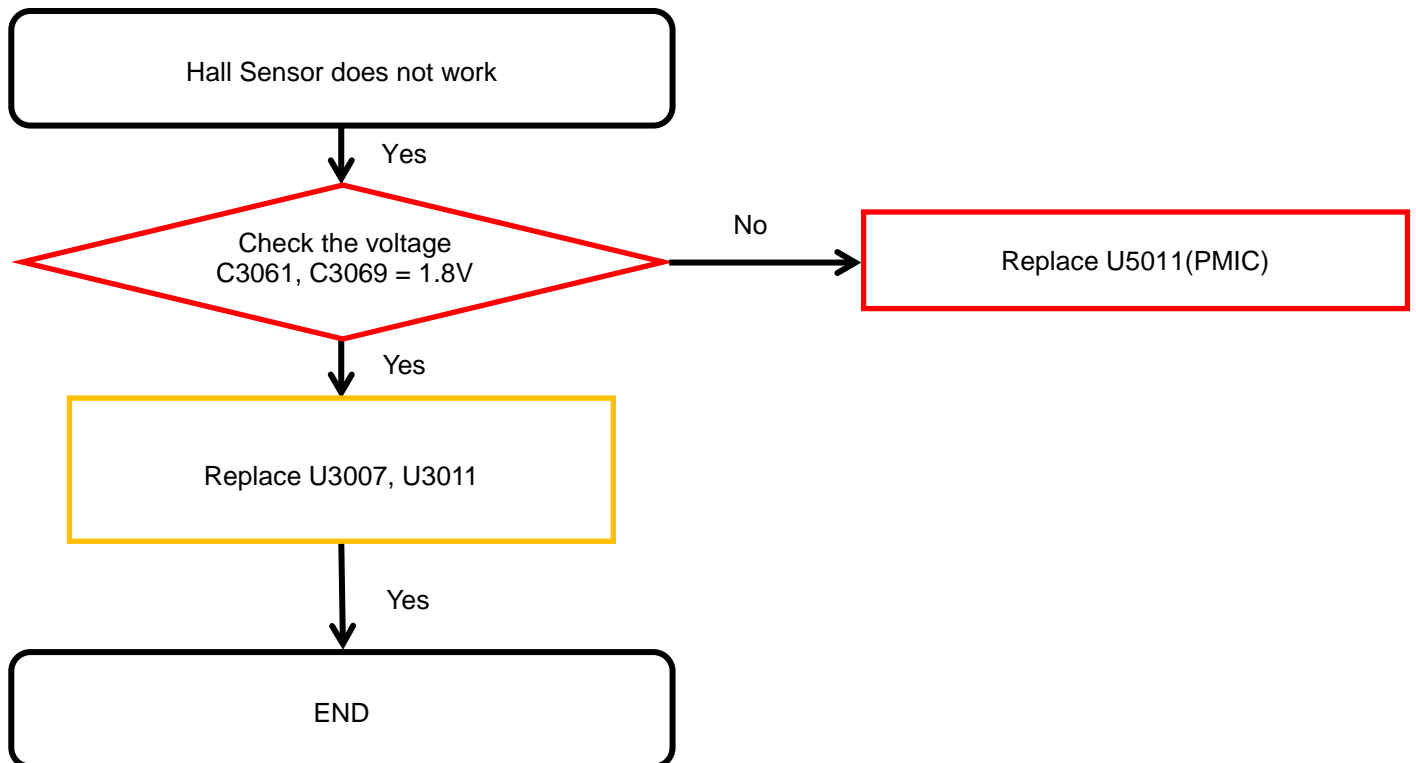 Hall Sensor does not work
Yes
Check the voltage
C3061, C3069 = 1.8V
No
Replace U5011(PMIC)
Yes
Replace U3007, U3011
Yes
END